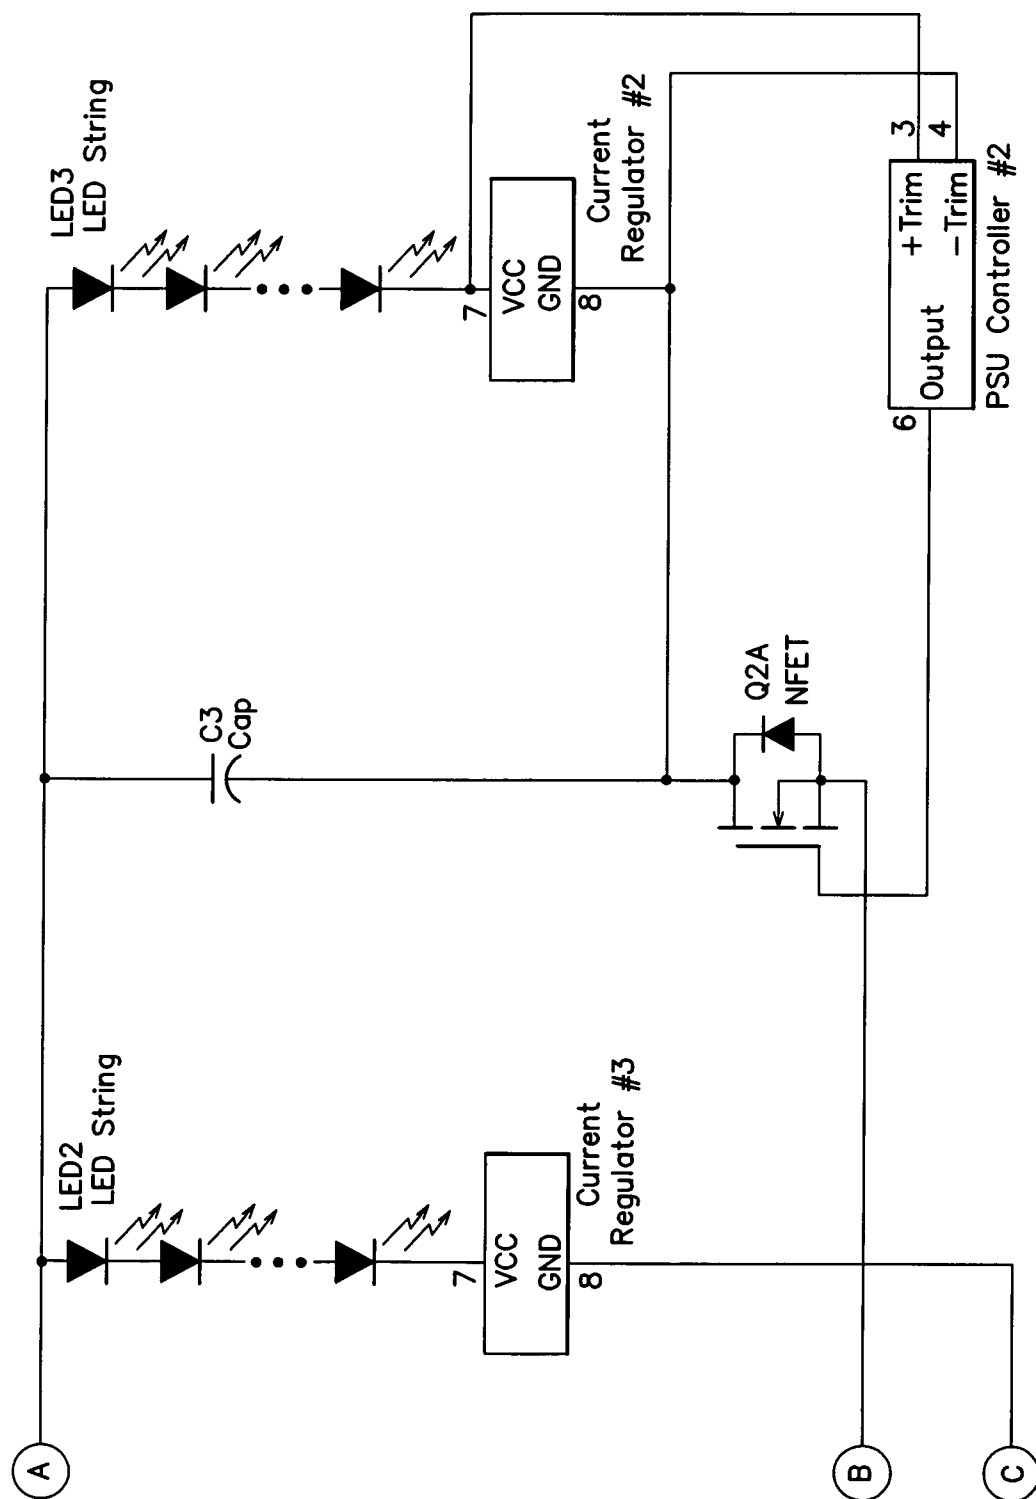 LED3
LED String
7
VCC
GND
8
Current
Regulator #2
3
4
+Trim
-Trim
Output
6
PSU Controller #2
C3
Cap
Q2A
NFET
LED2
LED String
7
VCC
GND
8
Current
Regulator #3
A
B
C